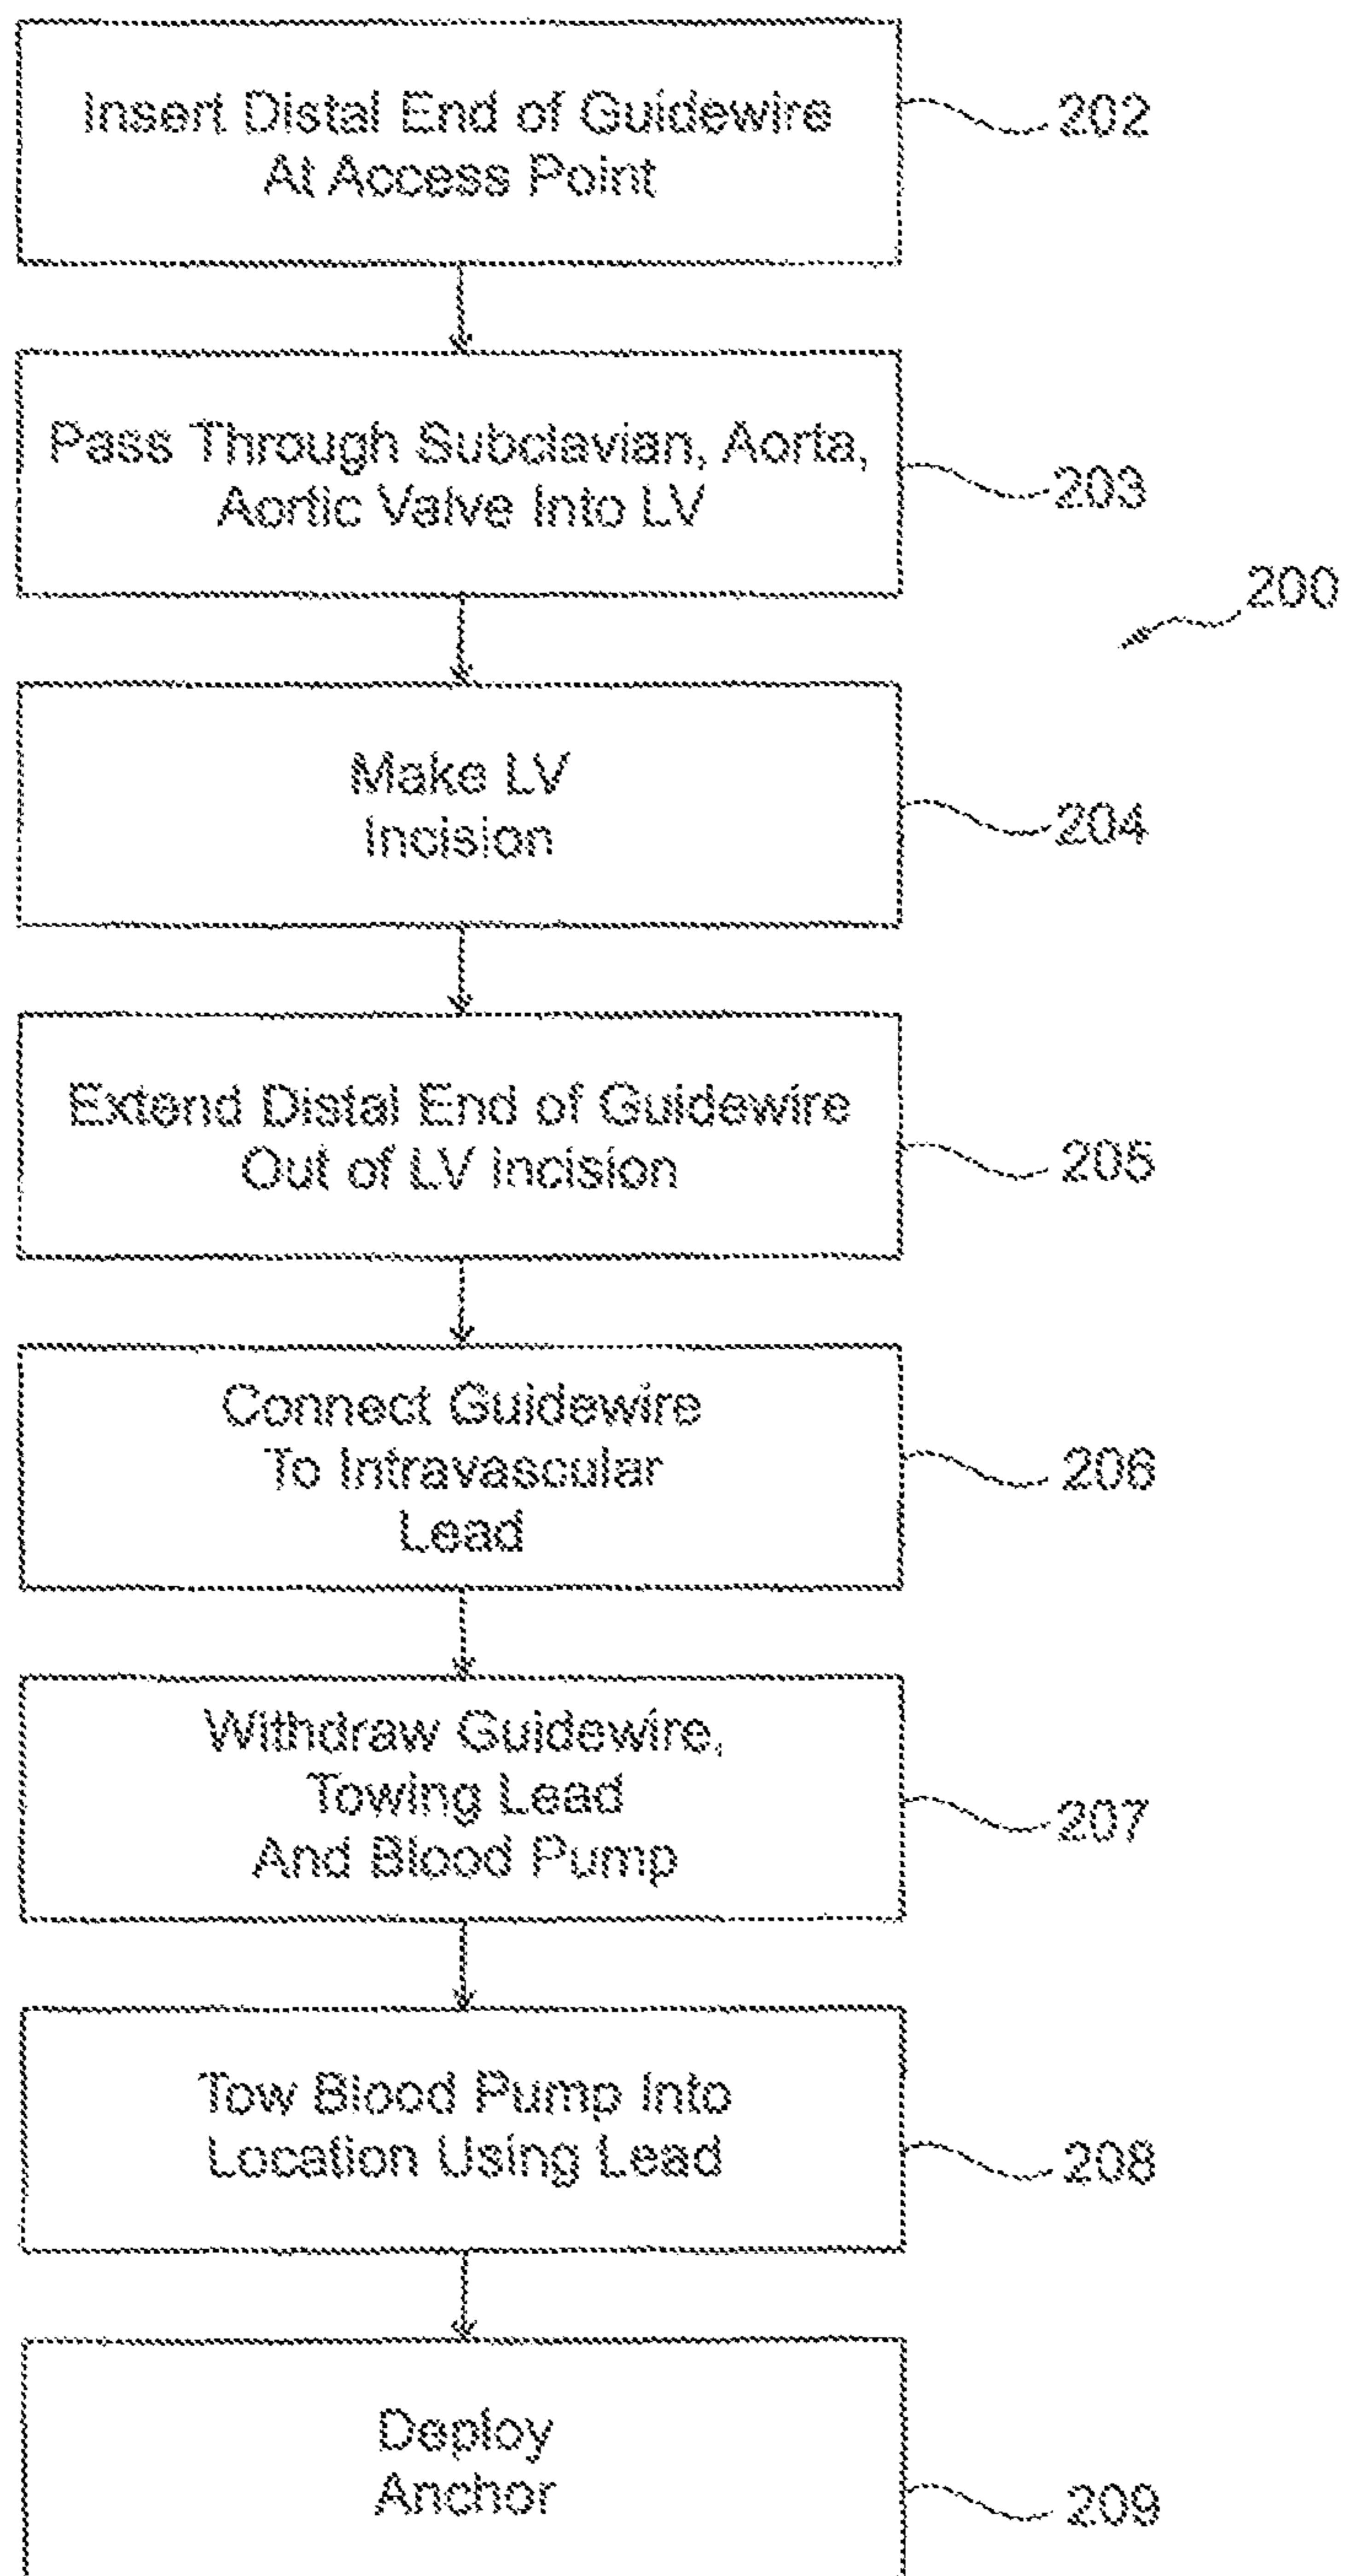 Insert Distal End of Guidewire
At Access Point
202
Pass Through Subclavian, Aorta,
Aortic Valve Into LV
203
200
Make LV
Incision
204
Extend Distal End of Guidewire
Out of LV Incision
205
Connect Guidewire
To Intravascular
Lead
206
Withdraw Guidewire,
Towing Lead
And Blood Pump
207
Tow Blood Pump Into
Location Using Lead
208
Deploy
Anchor
209